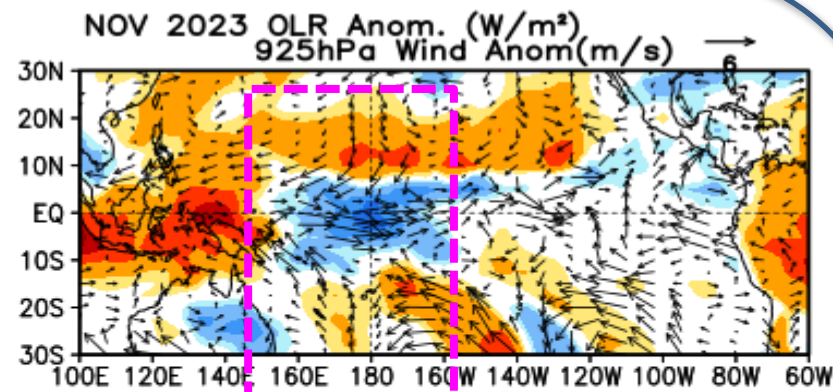 NOV 2023 OLR Anom. (W/m²)
925hPa Wind Anom(m/s)
6
30N
20N
10N
EQ
10S
20S
30S
100E 120E 140E 160E 180 160W 140W 120W 100W 80W 60W